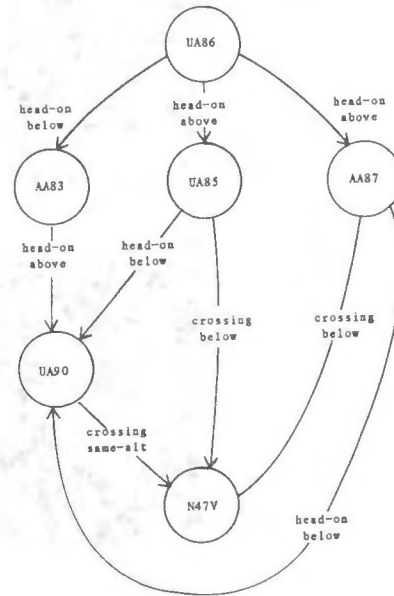 UA86
head-on
below
head-on
above
head-on
above
AA83
UA85
AA87
head-on
above
head-on
below
crossing
below
crossing
below
UA90
crossing
same-alt
N47V
head-on
below